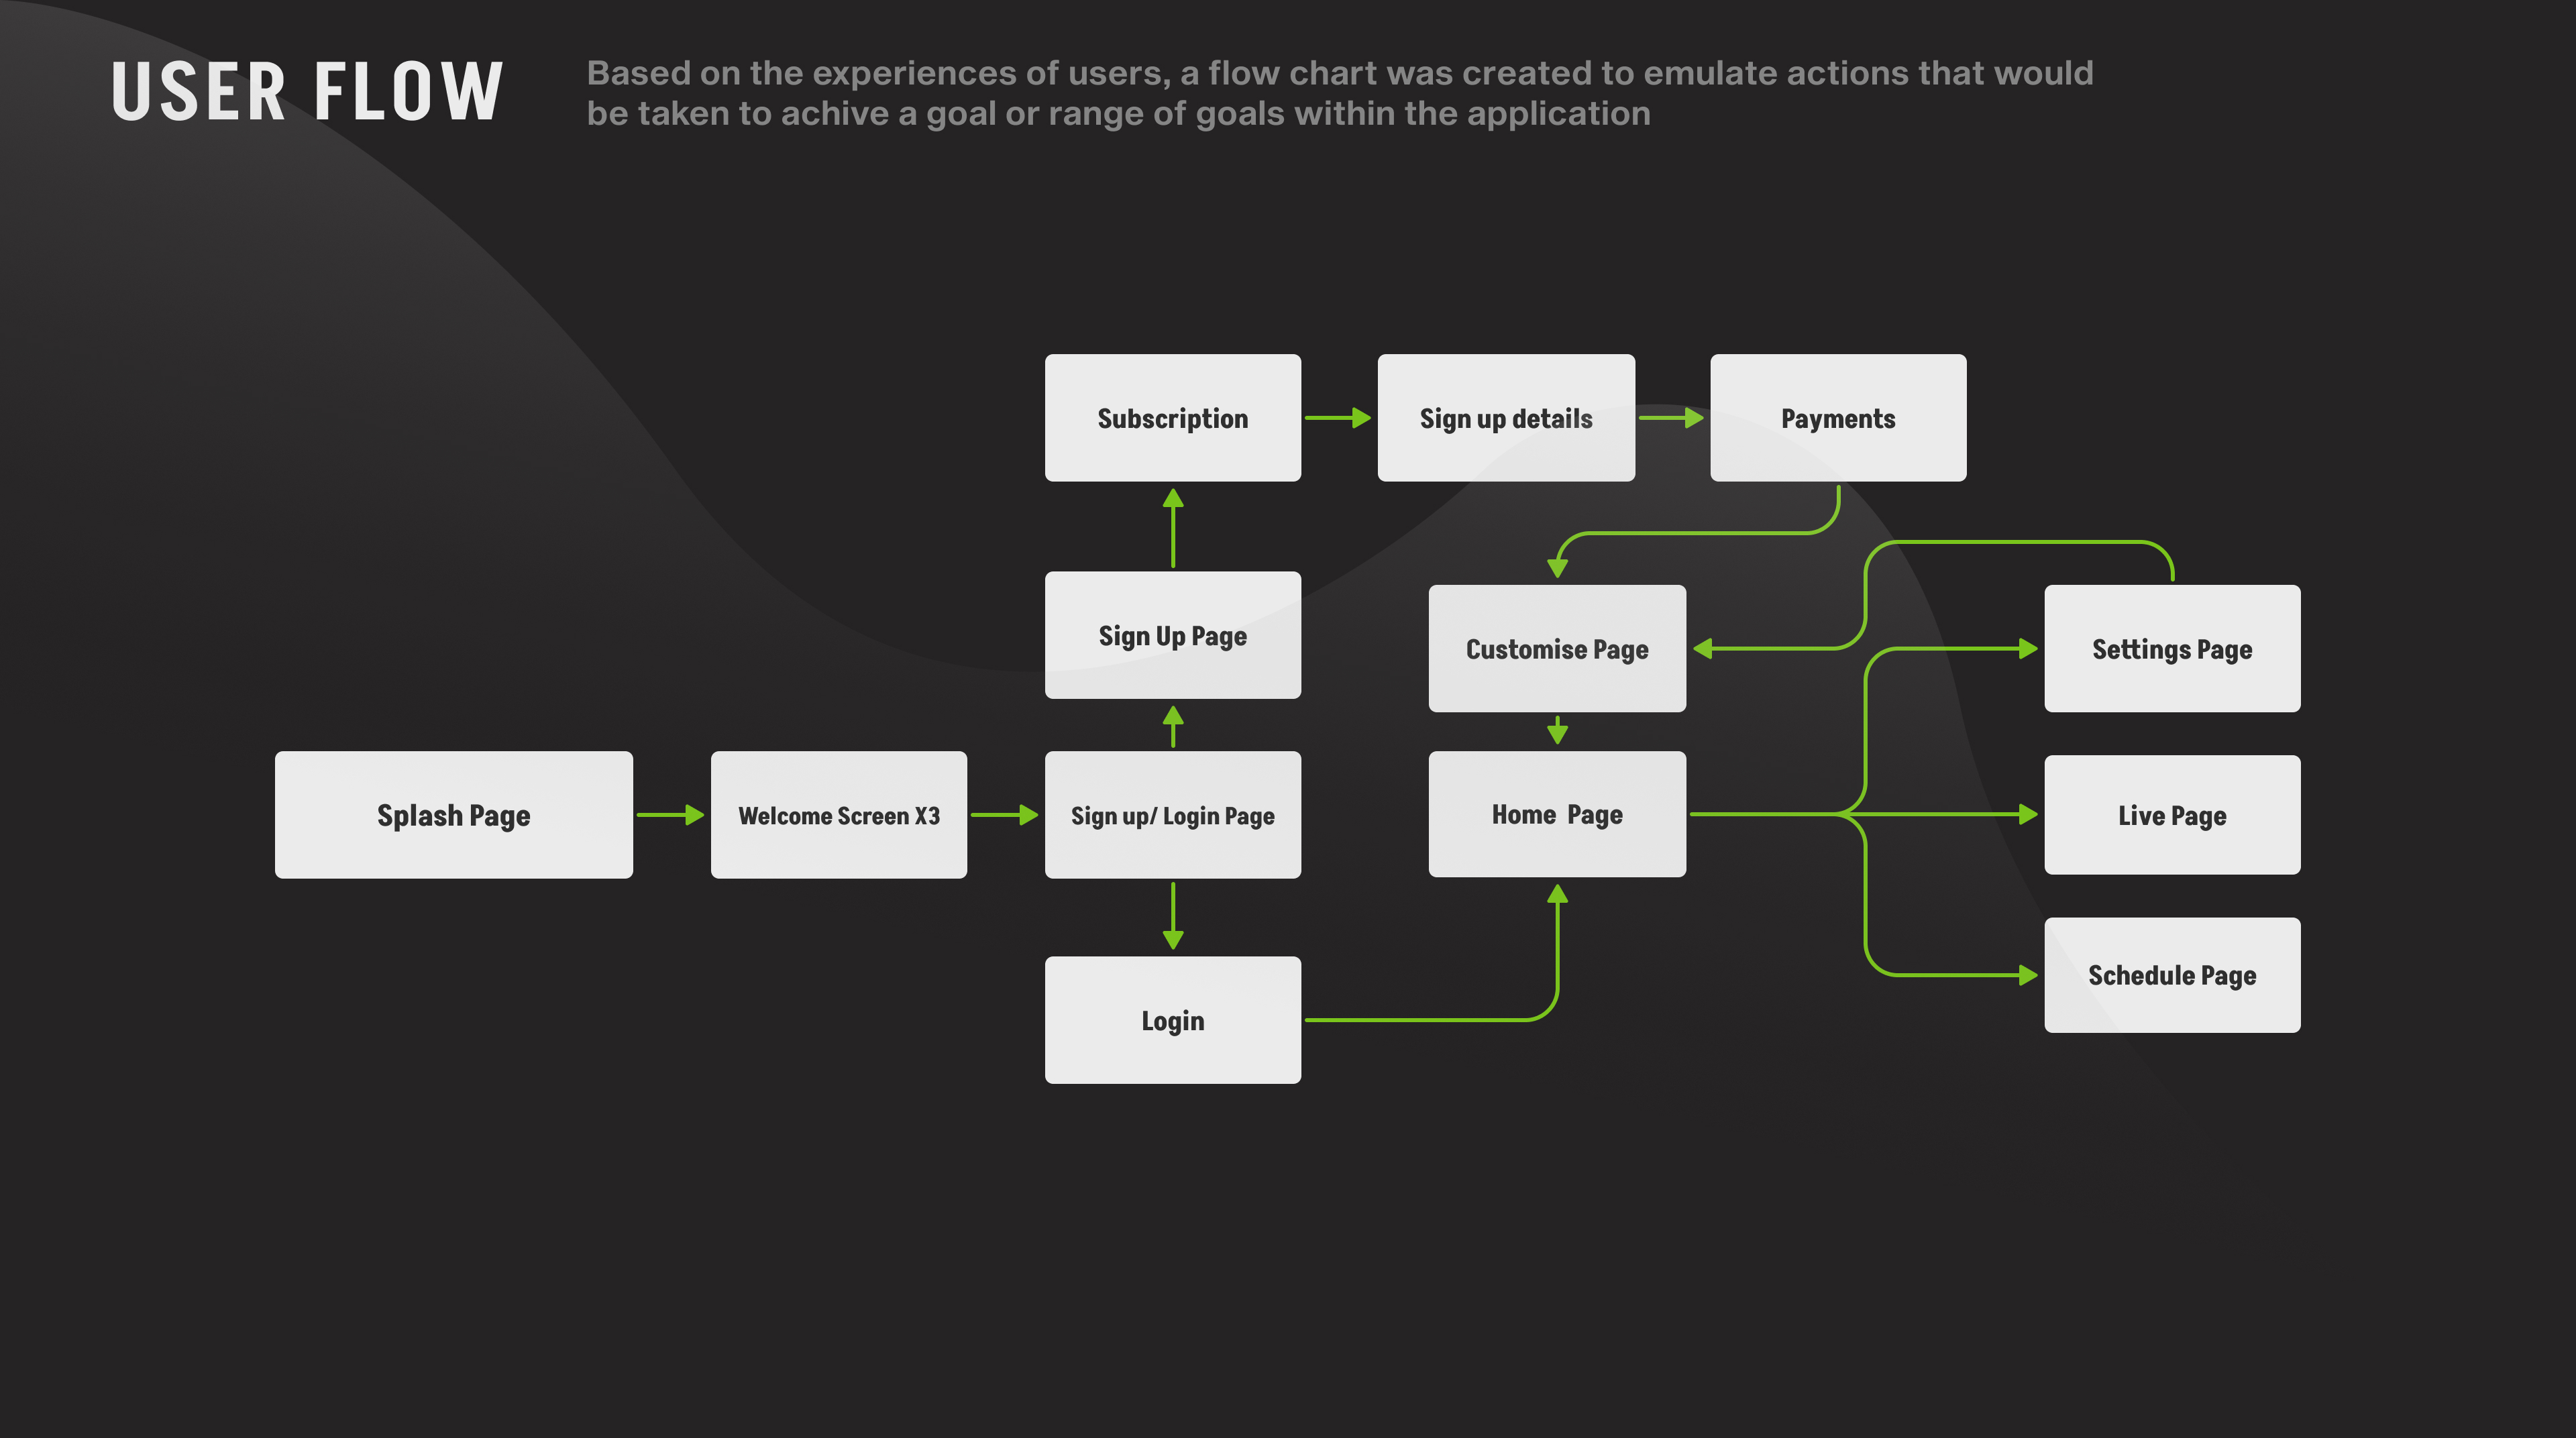 USER FLOW
Based on the experiences of users, a flow chart was created to emulate actions that would
be taken to achive a goal or range of goals within the application
Subscription
Sign up details
Payments
Sign Up Page
Customise Page
Settings Page
Splash Page
Welcome Screen X3
Sign up/ Login Page
Home  Page
Live Page
Schedule Page
Login